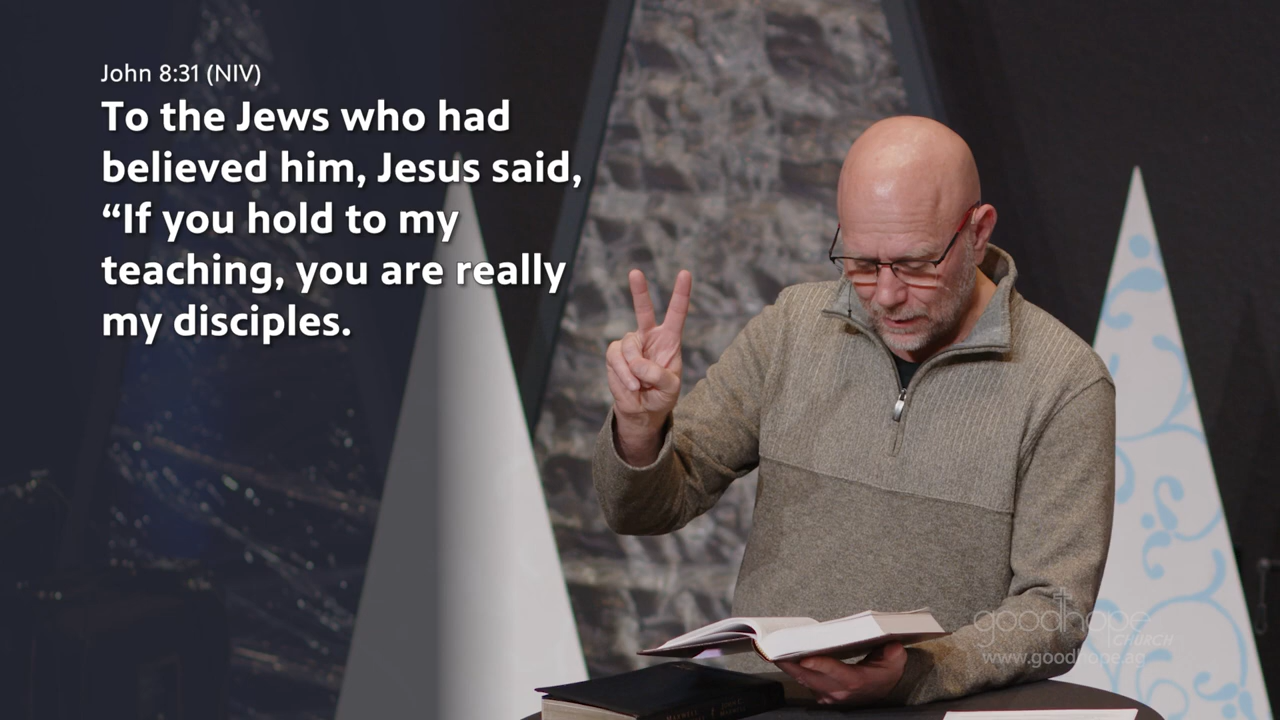 John 8:31 (NIV)
To the Jews who had
believed him, Jesus said,
“If you hold to my
teaching, you are really
my disciples.
goodhope
CHURCH
www.goodhope.ag